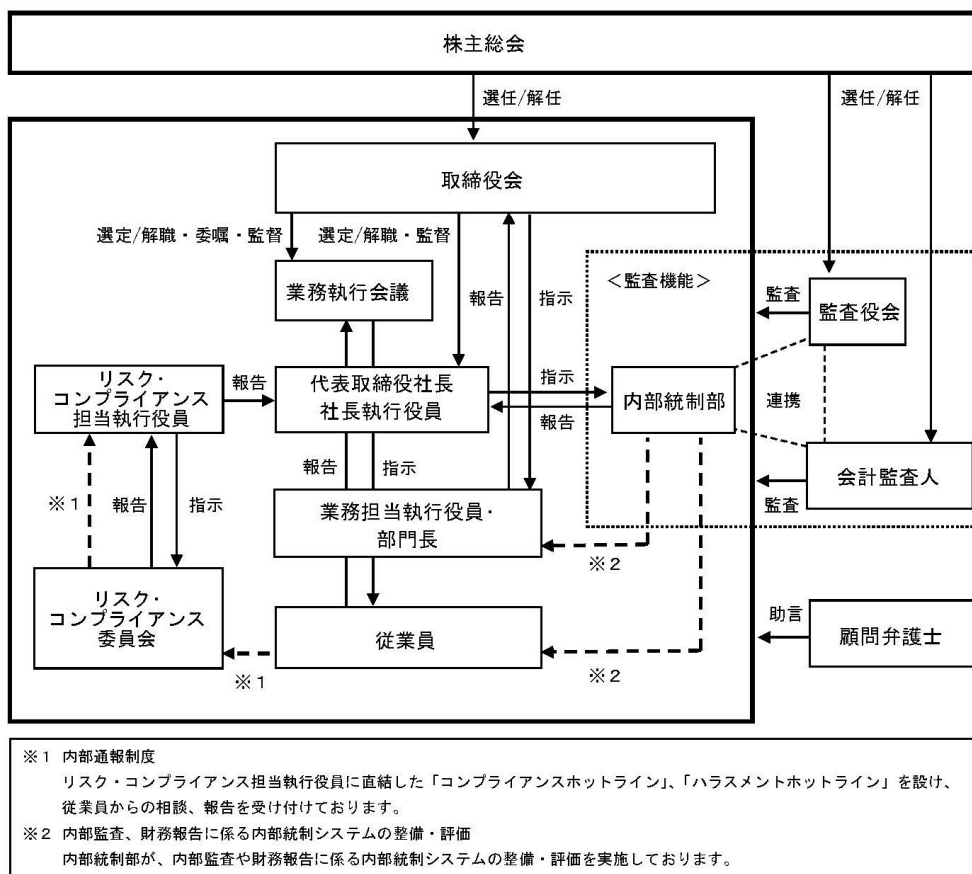 株主総会
選任/解任
選任/解任
取締役会
選定/解職・委嘱・監督
選定/解職・監督
業務執行会議
報告
指示
＜監査機能＞
監査
監査役会
リスク・
コンプライアンス
担当執行役員
報告
代表取締役社長
社長執行役員
指示
報告
内部統制部
連携
※１
報告
指示
報告
指示
業務担当執行役員・
部門長
会計監査人
監査
※２
リスク・
コンプライアンス
委員会
従業員
※１
※２
助言
顧問弁護士
※１ 内部通報制度
リスク・コンプライアンス担当執行役員に直結した「コンプライアンスホットライン」、「ハラスメントホットライン」を設け、
従業員からの相談、報告を受け付けております。
※２ 内部監査、財務報告に係る内部統制システムの整備・評価
内部統制部が、内部監査や財務報告に係る内部統制システムの整備・評価を実施しております。